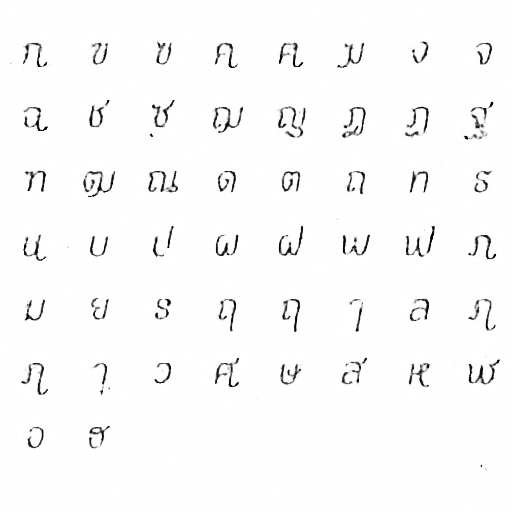 ก ข ฃ ค ฅ ฆ ง จ
ฉ ช ซ ฌ ญ ฎ ฏ ฐ
ฑ ฒ ณ ด ต ถ ท ธ
น บ ป ผ ฝ พ ฟ ภ
ม ย ร ฤ ฤ ๅ ล ฦ
ฦ ๅ ว ศ ษ ส ห ฬ
อ ฮ